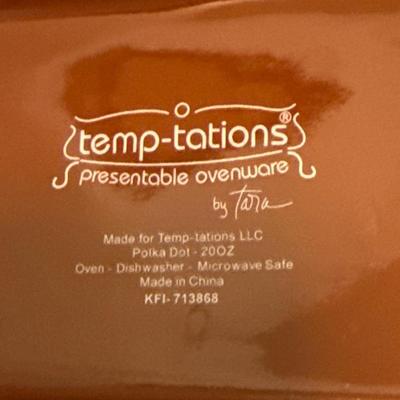 temp-tations®
presentable ovenware
by Tara
Made for Temp-tations LLC
Polka Dot - 20OZ
Oven - Dishwasher - Microwave Safe
Made in China
KFI-713868